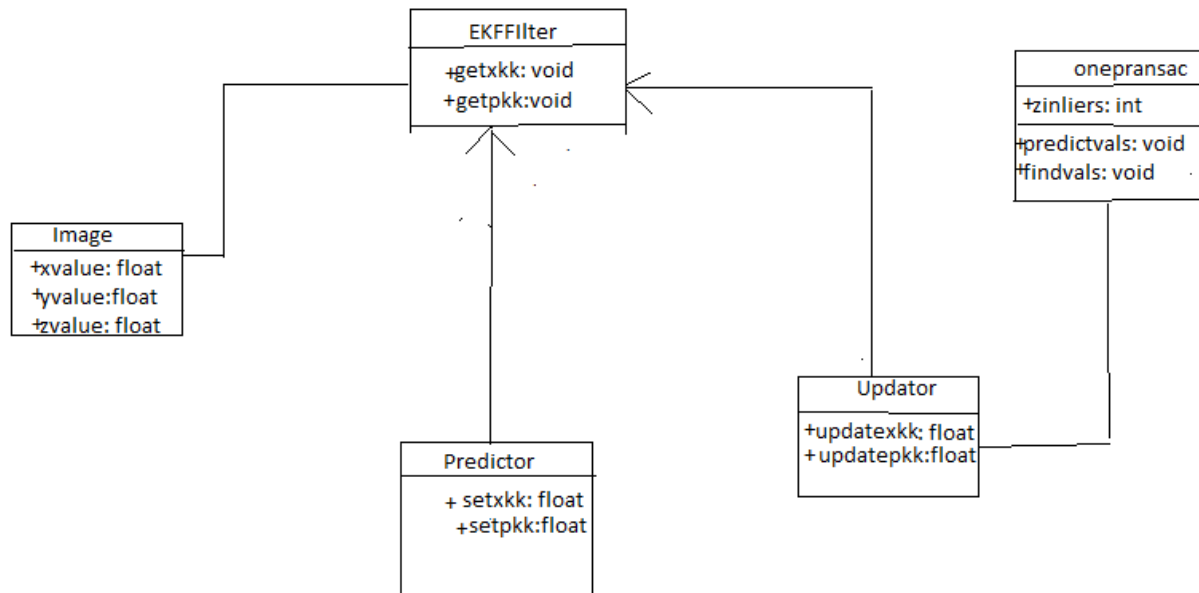 EKFFIlter
+getxkk: void
+getpkk:void
onepransac
+zinliers: int
+predictvals: void
+findvals: void
Image
+xvalue: float
+yvalue:float
+zvalue: float
Updator
+updatexkk: float
+updatepkk:float
Predictor
+ setxkk: float
+setpkk:float